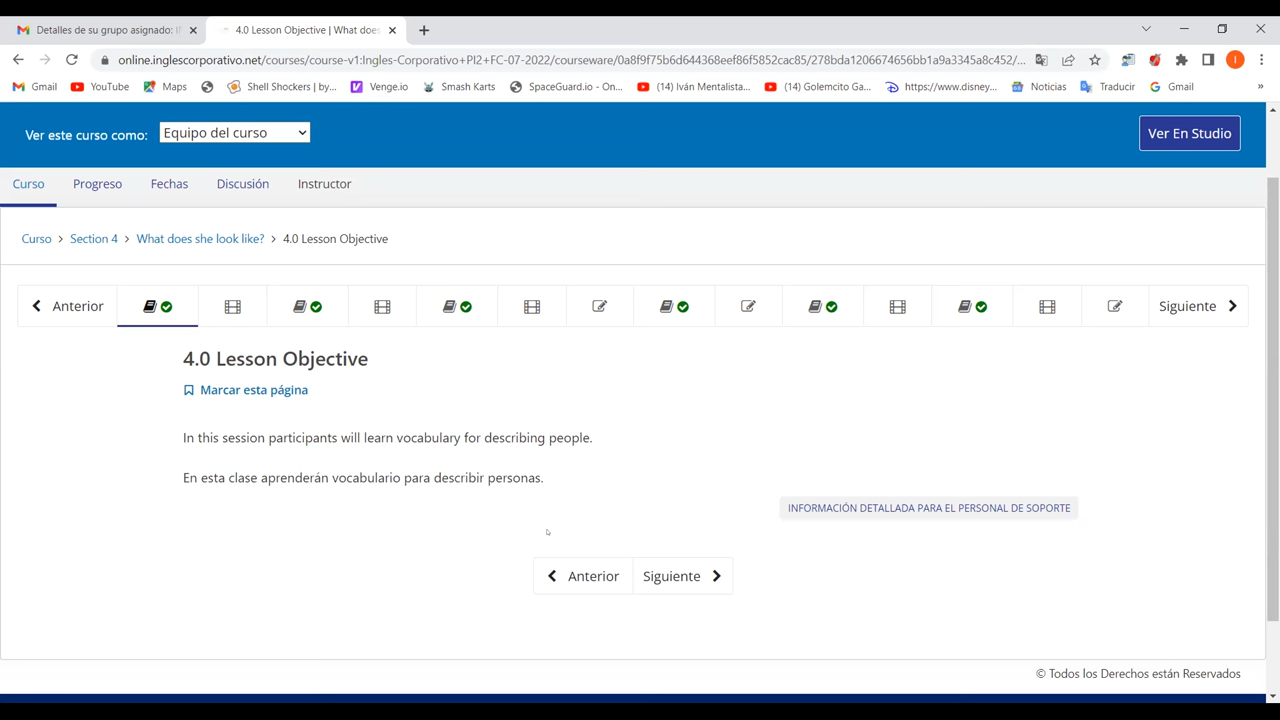 Detalles de su grupo asignado: I
4.0 Lesson Objective | What does
online.inglescorporativo.net/courses/course-v1:Ingles-Corporativo+PI2+FC-07-2022/courseware/0a8f9f75b6d644368eef86f5852cac85/278bda1206674656bb1a9a3345a8c452/...
I
Gmail
YouTube
Maps
Shell Shockers | by...
Venge.io
Smash Karts
SpaceGuard.io - On...
(14) Iván Mentalista...
(14) Golemcito Ga...
https://www.disney...
Noticias
Traducir
Gmail
»
Ver este curso como:
Equipo del curso
Ver En Studio
Curso
Progreso
Fechas
Discusión
Instructor
Curso > Section 4 > What does she look like? > 4.0 Lesson Objective
Anterior
Siguiente
4.0 Lesson Objective
Marcar esta página
In this session participants will learn vocabulary for describing people.
En esta clase aprenderán vocabulario para describir personas.
INFORMACIÓN DETALLADA PARA EL PERSONAL DE SOPORTE
Anterior
Siguiente
© Todos los Derechos están Reservados